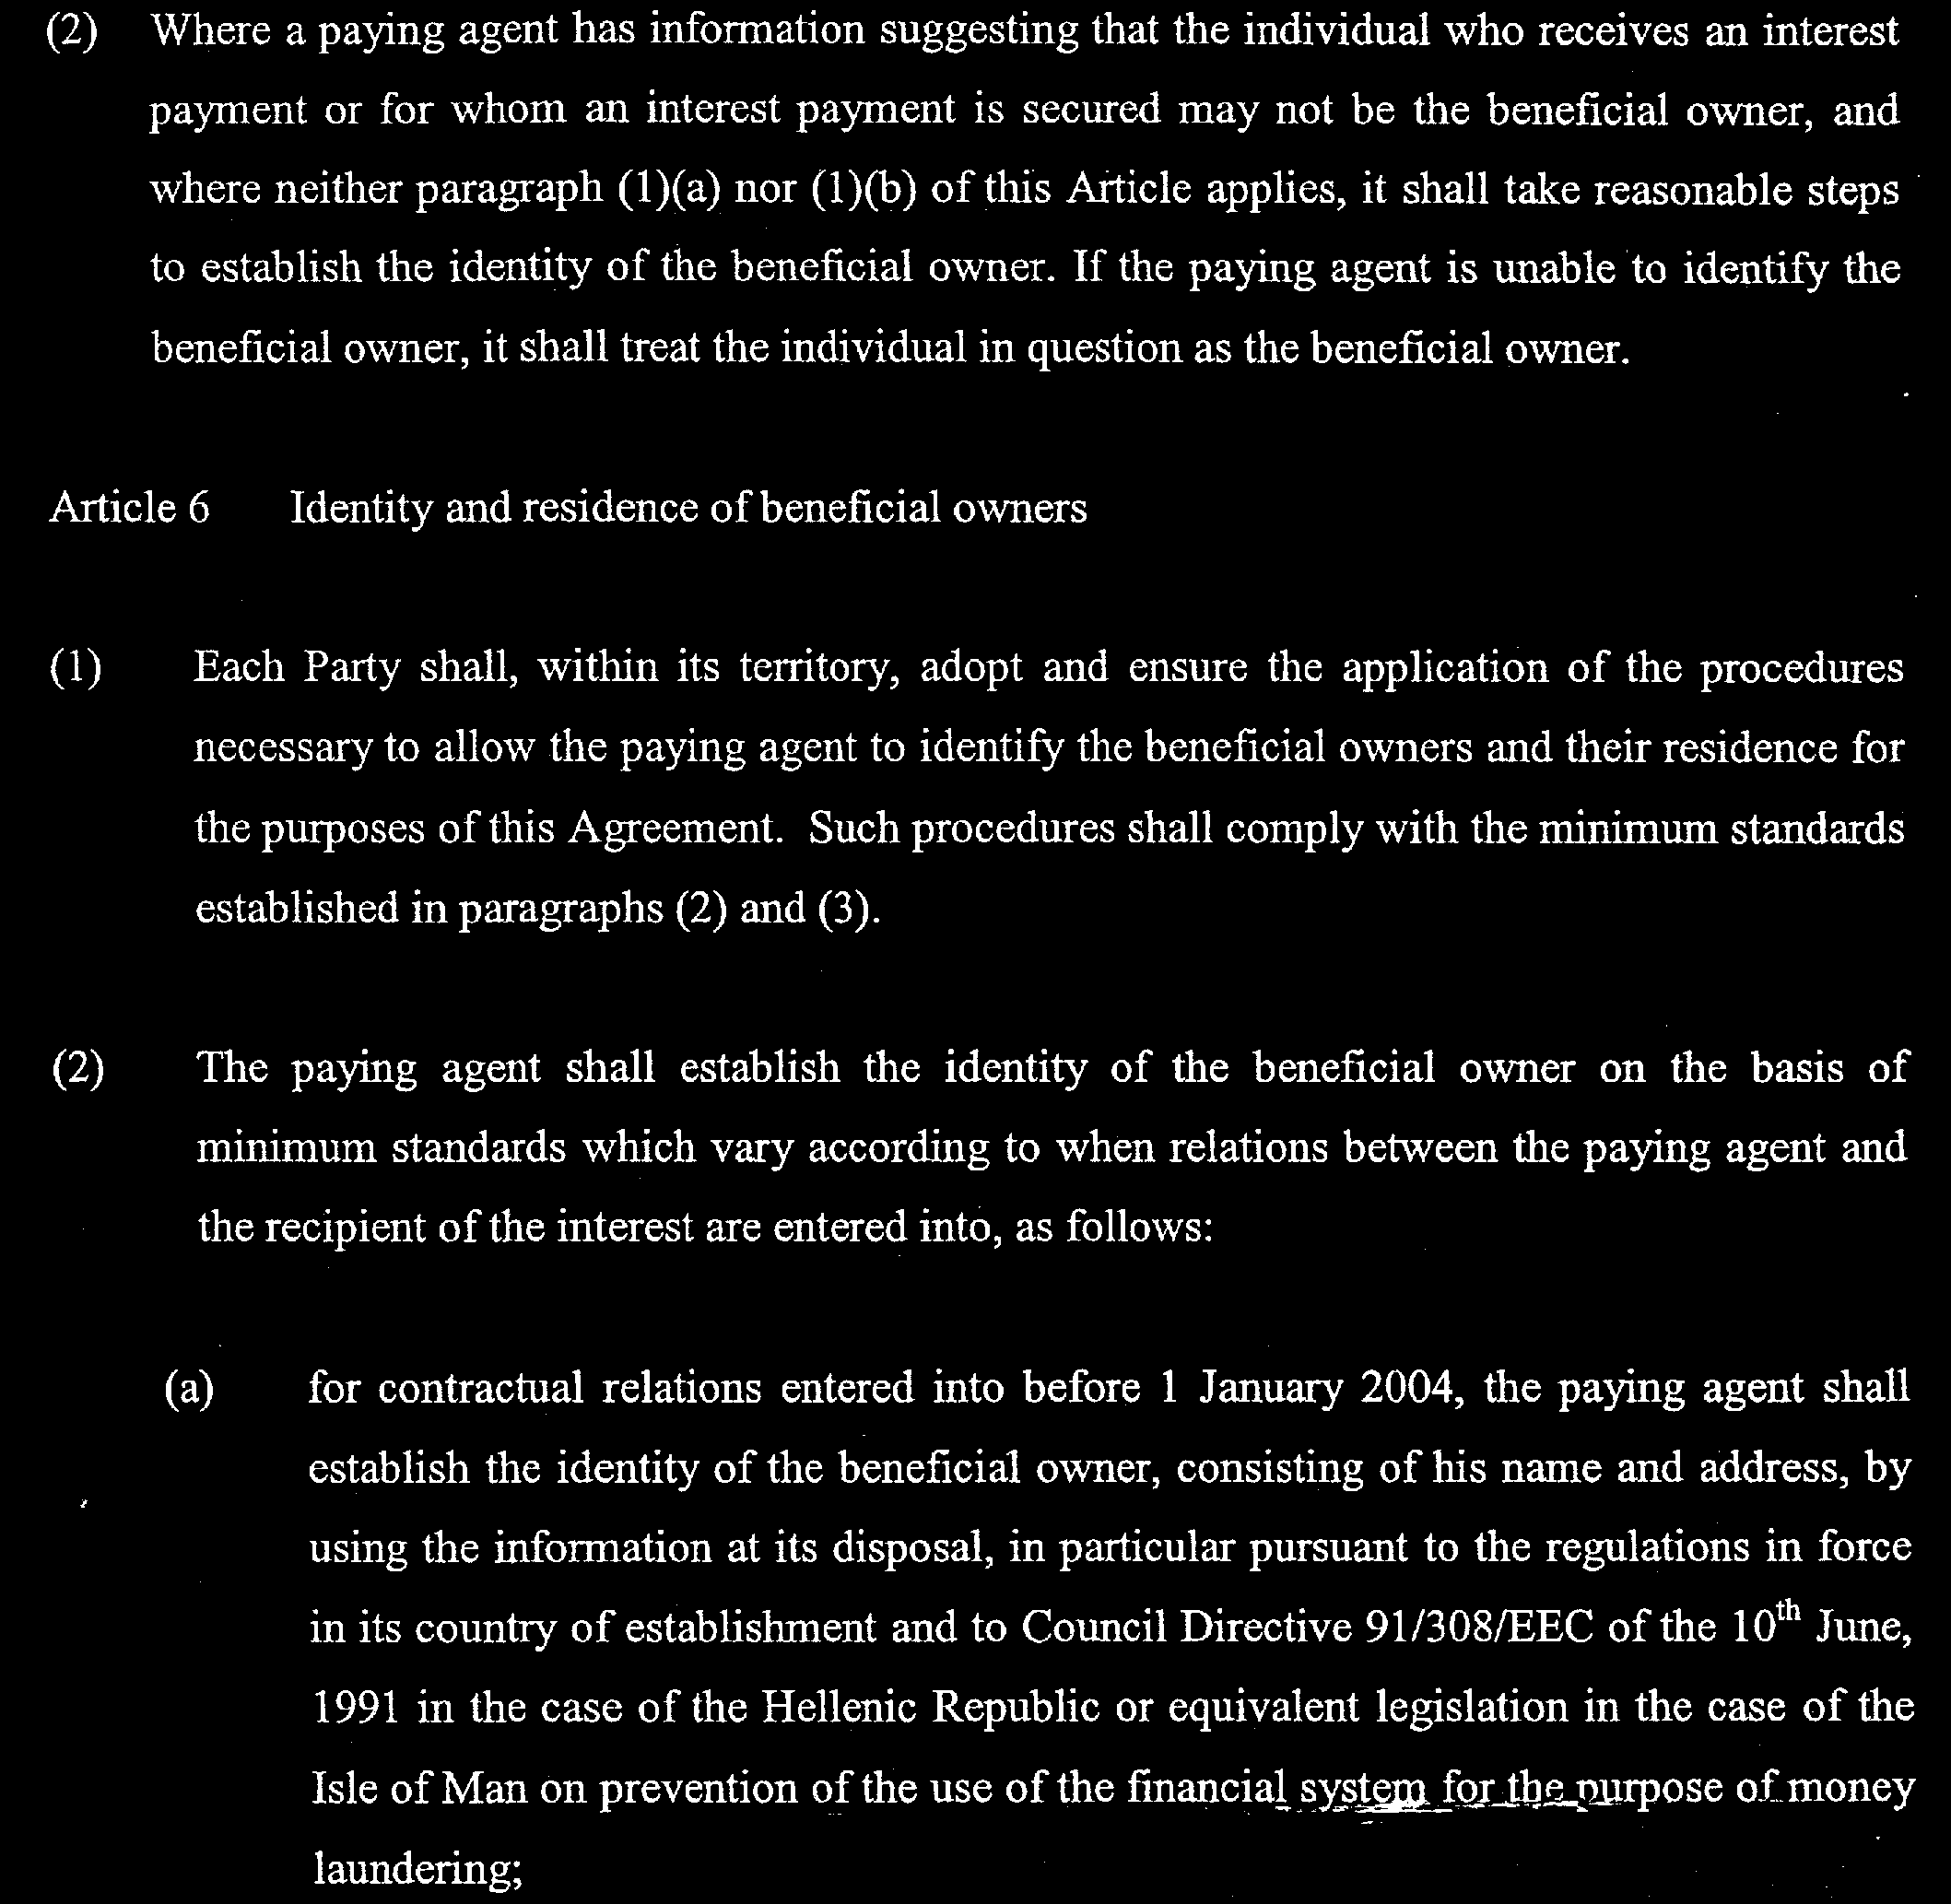 (2) Where a paying agent has information suggesting that the individual who receives an interest
payment or for whom an interest payment is secured may not be the beneficial owner, and
where neither paragraph (1)(a) nor (1)(b) of this Article applies, it shall take reasonable steps
to establish the identity of the beneficial owner. If the paying agent is unable to identify the
beneficial owner, it shall treat the individual in question as the beneficial owner.
Article 6 Identity and residence of beneficial owners
(1) Each Party shall, within its territory, adopt and ensure the application of the procedures
necessary to allow the paying agent to identify the beneficial owners and their residence for
the purposes of this Agreement. Such procedures shall comply with the minimum standards
established in paragraphs (2) and (3).
(2) The paying agent shall establish the identity of the beneficial owner on the basis of
minimum standards which vary according to when relations between the paying agent and
the recipient of the interest are entered into, as follows:
(a) for contractual relations entered into before 1 January 2004, the paying agent shall
establish the identity of the beneficial owner, consisting of his name and address, by
using the information at its disposal, in particular pursuant to the regulations in force
in its country of establishment and to Council Directive 91/308/EEC of the 10th June,
1991 in the case of the Hellenic Republic or equivalent legislation in the case of the
Isle of Man on prevention of the use of the financial system for the purpose of money
laundering;